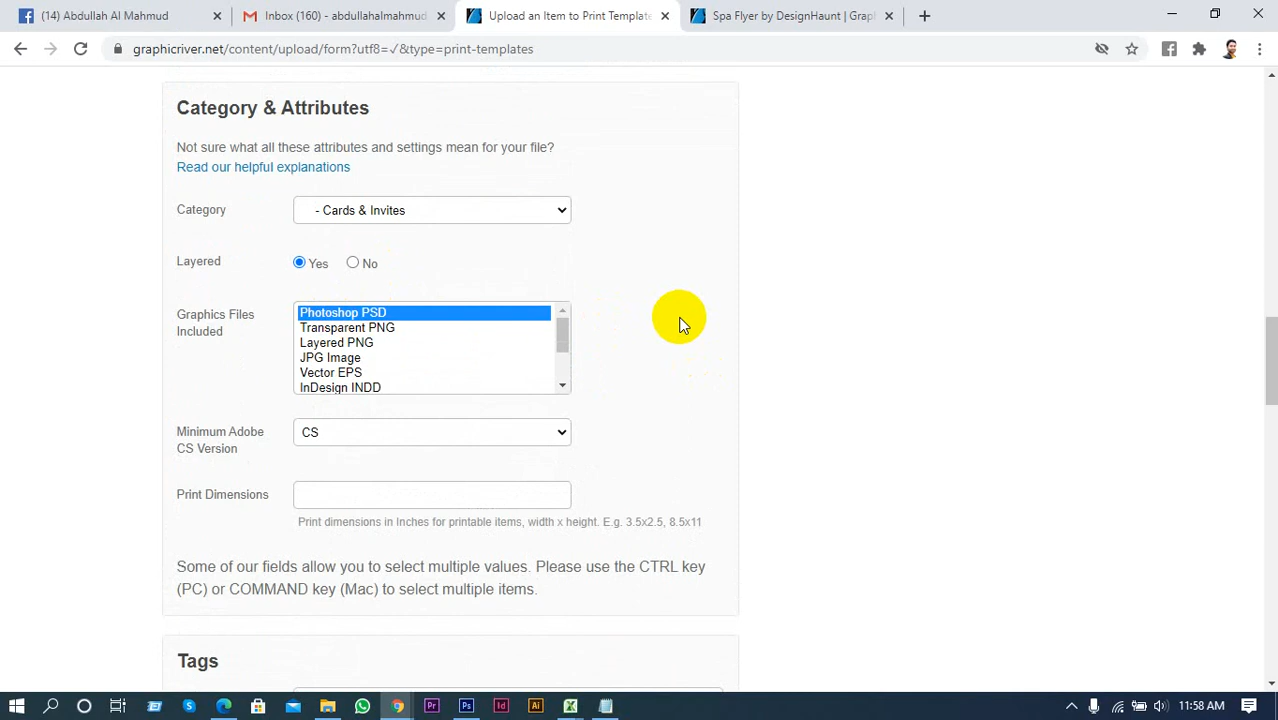 (14) Abdullah Al Mahmud
Inbox (160) - abdullahalmahmud
Upload an Item to Print Template
Spa Flyer by DesignHaunt | Grap
graphicriver.net/content/upload/form?utf8=✓&type=print-templates
Category & Attributes
Not sure what all these attributes and settings mean for your file?
Read our helpful explanations
Category
- Cards & Invites
Layered
Yes
No
Graphics Files
Included
Photoshop PSD
Transparent PNG
Layered PNG
JPG Image
Vector EPS
InDesign INDD
Minimum Adobe
CS Version
CS
Print Dimensions
Print dimensions in Inches for printable items, width x height. E.g. 3.5x2.5, 8.5x11
Some of our fields allow you to select multiple values. Please use the CTRL key
(PC) or COMMAND key (Mac) to select multiple items.
Tags
11:58 AM